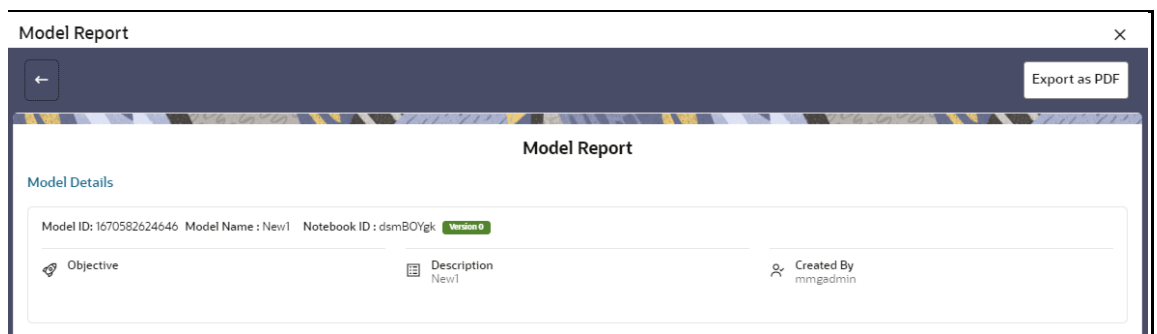 Model Report
Export as PDF
Model Report
Model Details
Model ID: 1670582624646 Model Name : New1 Notebook ID : dsmBOYgk Version 0
Objective Description Created By
New1 mmgadmin